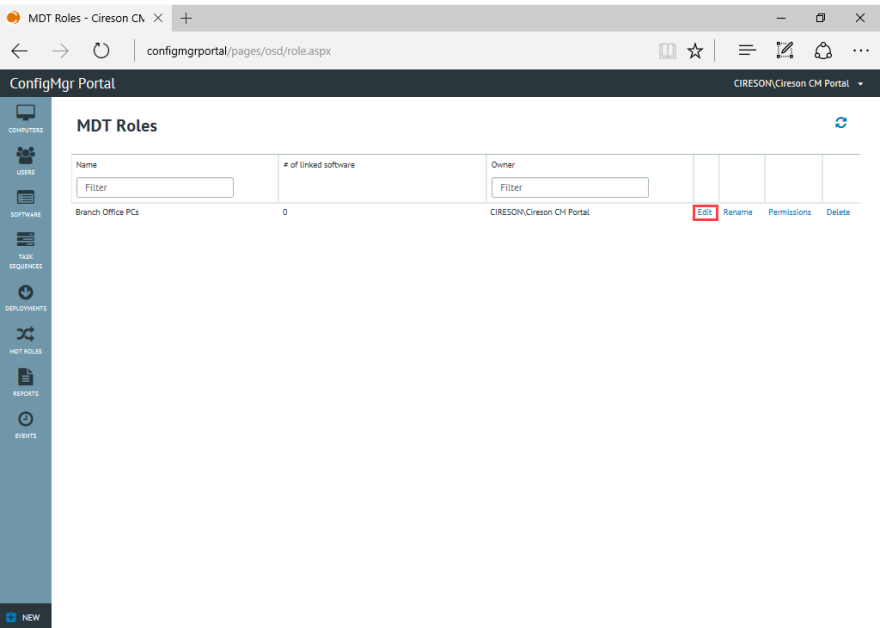 MDT Roles - Cireson CM
configmgrportal/pages/osd/role.aspx
ConfigMgr Portal
CIRESON\Cireson CM Portal
COMPUTERS
USERS
SOFTWARE
TASK
SEQUENCES
DEPLOYMENTS
MDT ROLES
REPORTS
EVENTS
NEW
MDT Roles
Name # of linked software Owner
Filter Filter
Branch Office PCs 0 CIRESON\Cireson CM Portal Edit Rename Permissions Delete